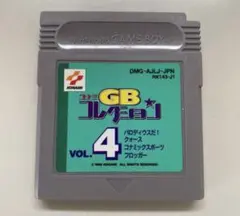 KONAMI
DMG-AJLJ-JPN
RK143-J1
コナミ
GB
コレクション
VOL.4
パロディウスだ!
クォース
コナミックスポーツ
フロッガー